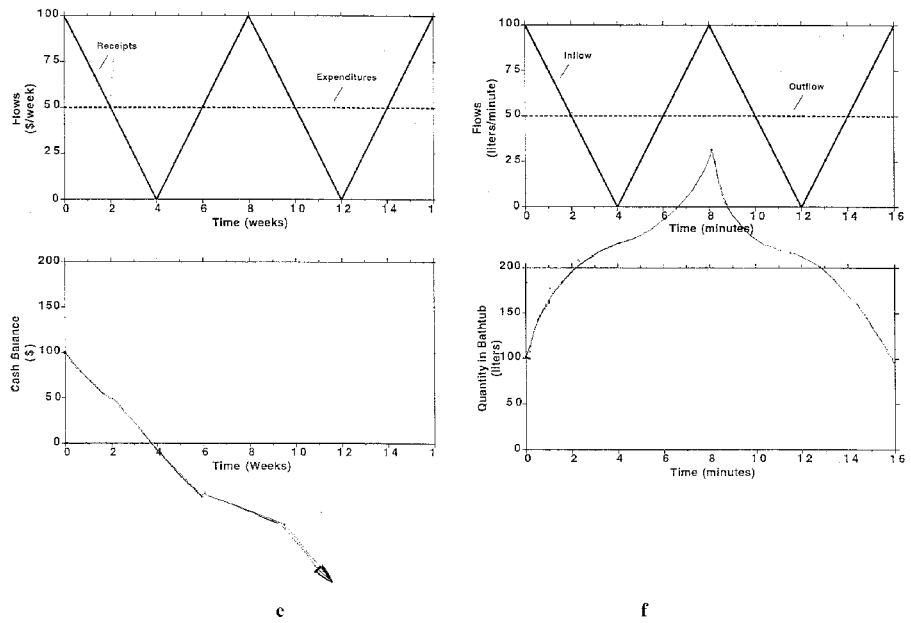 100
75
50
25
0
Flows
($/week)
Receipts
Expenditures
0 2 4 6 8 10 12 14 1
Time (weeks)
200
150
100
50
0
Cash Balance
($)
0 2 4 6 8 10 12 14 16
Time (Weeks)
c
100
75
50
25
0
Flows
(liters/minute)
Inflow
Outflow
0 2 4 6 8 10 12 14 16
Time (minutes)
200
150
100
50
0
Quantity in Bathtub
(liters)
0 2 4 6 8 10 12 14 16
Time (minutes)
f